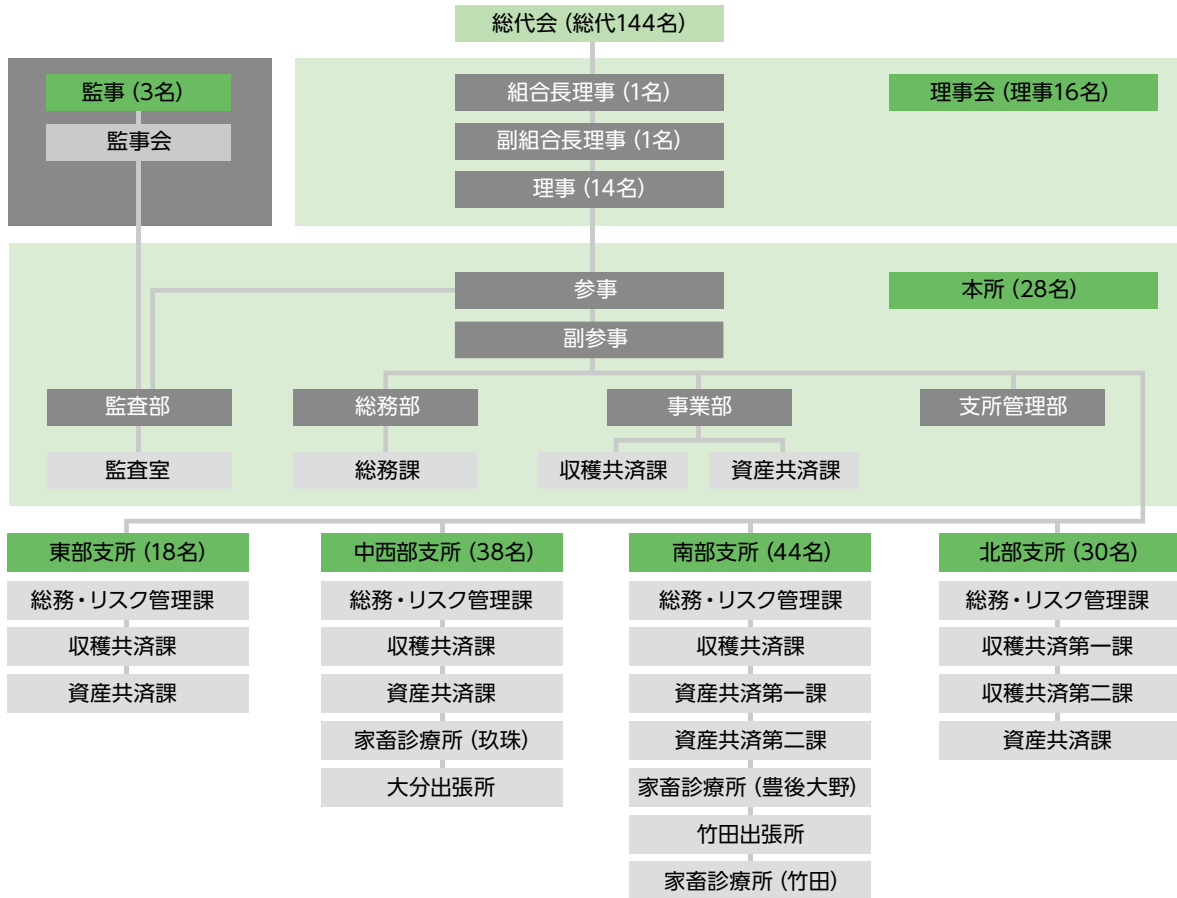 総代会 (総代144名)
監事 (3名)
監事会
組合長理事 (1名)
副組合長理事 (1名)
理事 (14名)
理事会 (理事16名)
参事
副参事
本所 (28名)
監査部
総務部
事業部
支所管理部
監査室
総務課
収穫共済課
資産共済課
東部支所 (18名)
総務・リスク管理課
収穫共済課
資産共済課
中西部支所 (38名)
総務・リスク管理課
収穫共済課
資産共済課
家畜診療所 (玖珠)
大分出張所
南部支所 (44名)
総務・リスク管理課
収穫共済課
資産共済第一課
資産共済第二課
家畜診療所 (豊後大野)
竹田出張所
家畜診療所 (竹田)
北部支所 (30名)
総務・リスク管理課
収穫共済第一課
収穫共済第二課
資産共済課